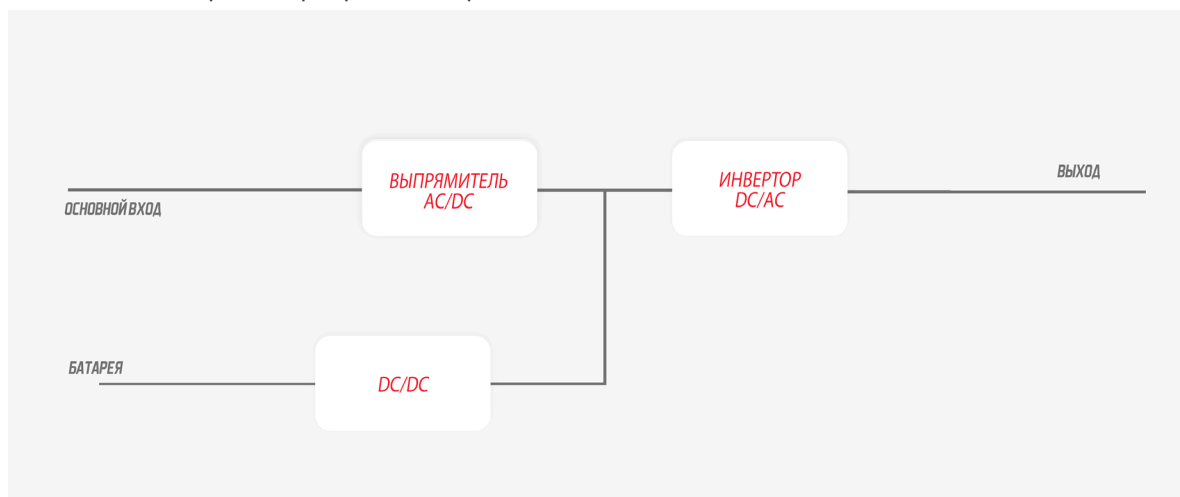 ВЫПРЯМИТЕЛЬ
AC/DC
ИНВЕРТОР
DC/AC
ВЫХОД
ОСНОВНОЙ ВХОД
БАТАРЕЯ
DC/DC